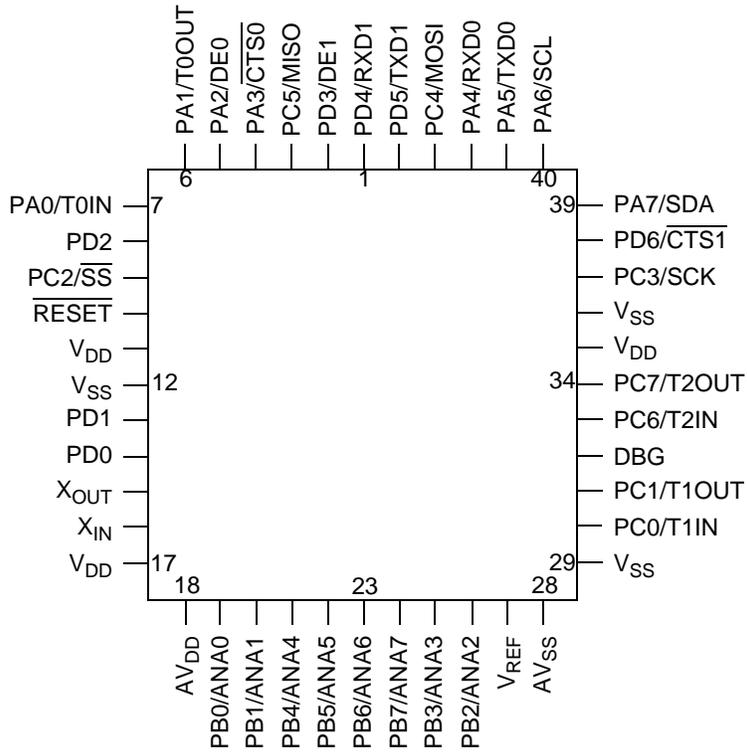 PA1/T0OUT
PA2/DE0
PA3/CTS0
PC5/MISO
PD3/DE1
PD4/RXD1
PD5/TXD1
PC4/MOSI
PA4/RXD0
PA5/TXD0
PA6/SCL
6 1 40
PA0/T0IN 7 39 PA7/SDA
PD2 PD6/CTS1
PC2/SS PC3/SCK
RESET VSS
VDD VDD
VSS 12 34 PC7/T2OUT
PD1 PC6/T2IN
PD0 DBG
XOUT PC1/T1OUT
XIN PC0/T1IN
VDD 17 29 VSS
18 23 28
AVDD
PB0/ANA0
PB1/ANA1
PB4/ANA4
PB5/ANA5
PB6/ANA6
PB7/ANA7
PB3/ANA3
PB2/ANA2
VREF
AVSS